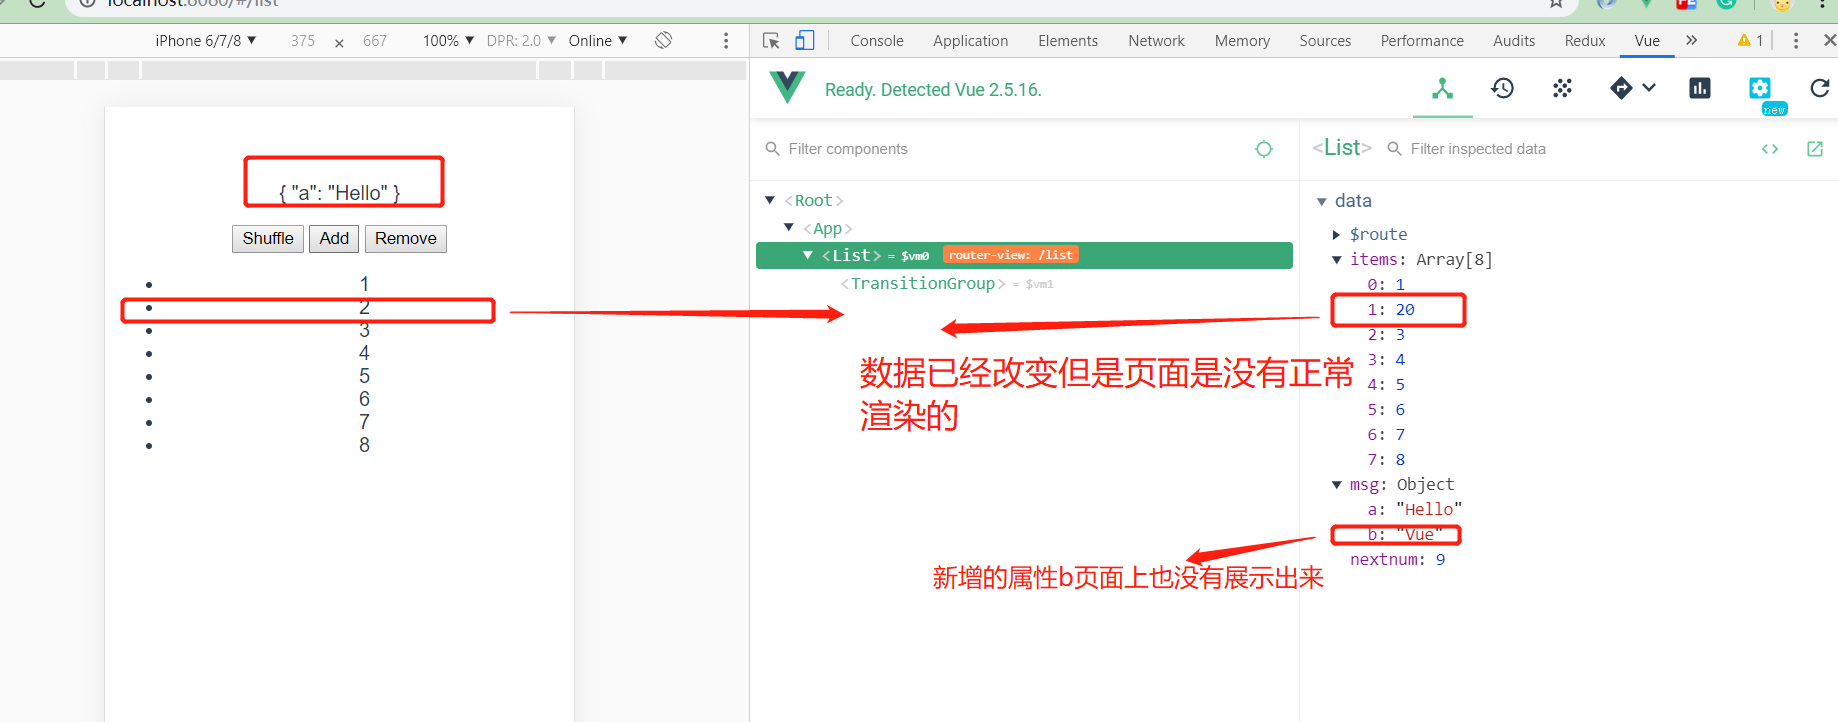 localhost:8080/#/list
iPhone 6/7/8 ▼ 375 × 667 100% ▼ DPR: 2.0 ▼ Online ▼
Console Application Elements Network Memory Sources Performance Audits Redux Vue » 1
Ready. Detected Vue 2.5.16.
new
Filter components
<List> Filter inspected data
{ "a": "Hello" }
Shuffle Add Remove
1
2
3
4
5
6
7
8
<Root>
<App>
<List> = $vm0 router-view: /list
<TransitionGroup> = $vm1
data
$route
items: Array[8]
0: 1
1: 20
2: 3
3: 4
4: 5
5: 6
6: 7
7: 8
msg: Object
a: "Hello"
b: "Vue"
nextnum: 9
数据已经改变但是页面是没有正常
渲染的
新增的属性b页面上也没有展示出来